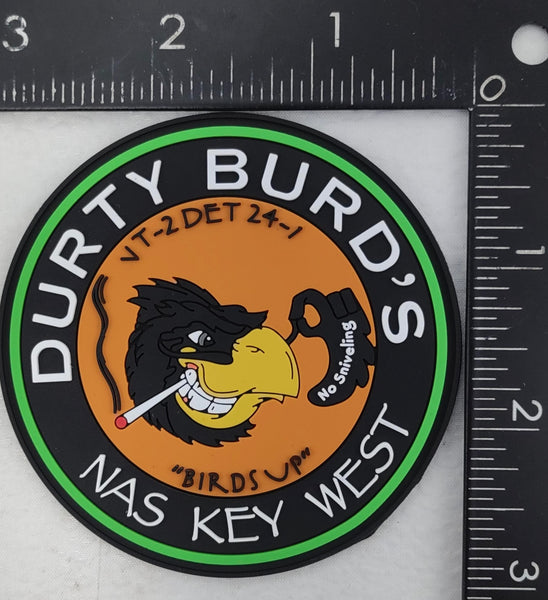 3 2 1
0
1
2
3
DURTY BURD'S
VT-2 DET 24-1
No Sniveling
"BIRDS UP"
NAS KEY WEST